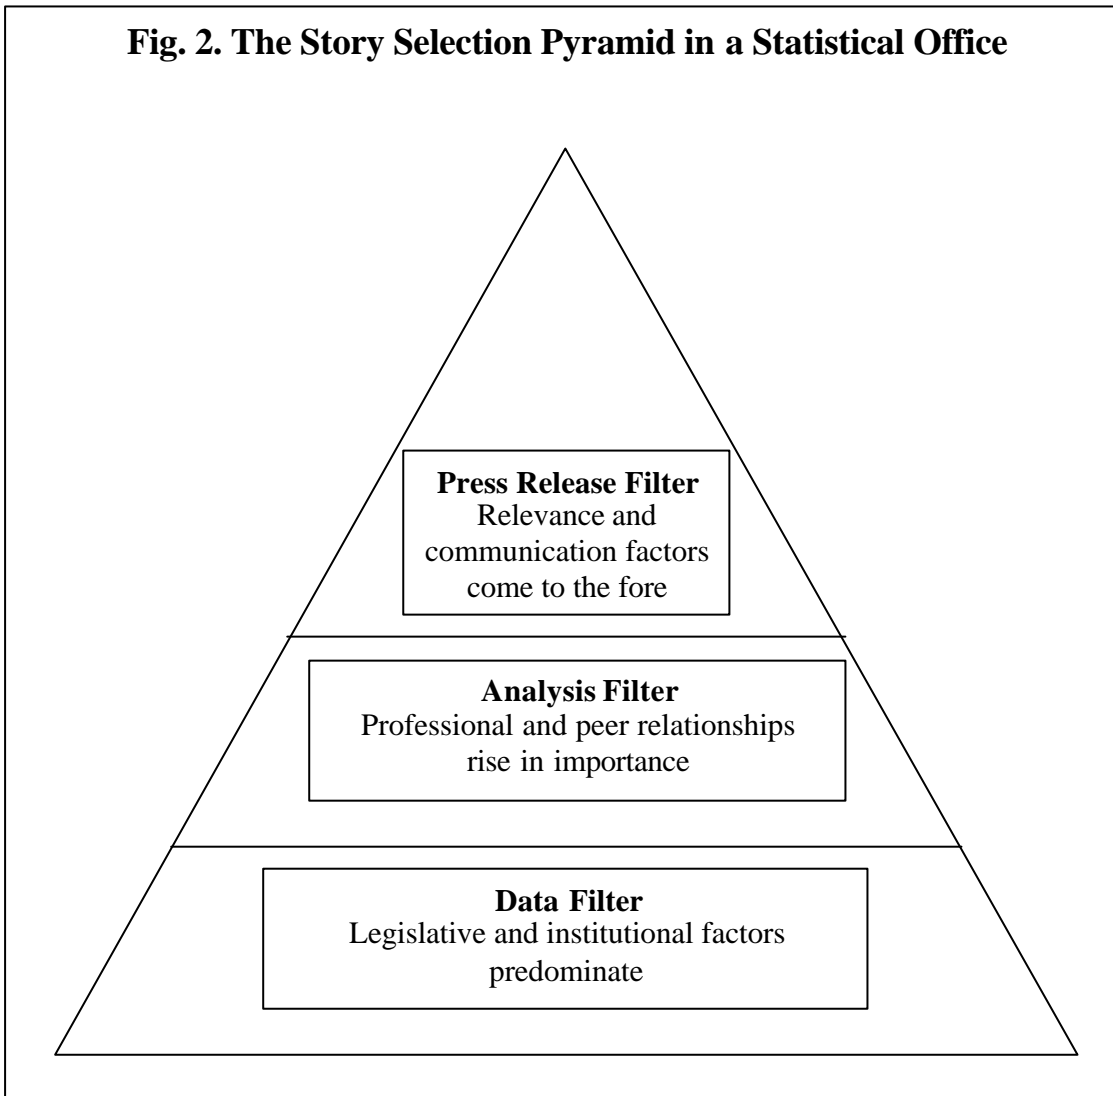 Fig. 2. The Story Selection Pyramid in a Statistical Office
Press Release Filter
Relevance and
communication factors
come to the fore
Analysis Filter
Professional and peer relationships
rise in importance
Data Filter
Legislative and institutional factors
predominate